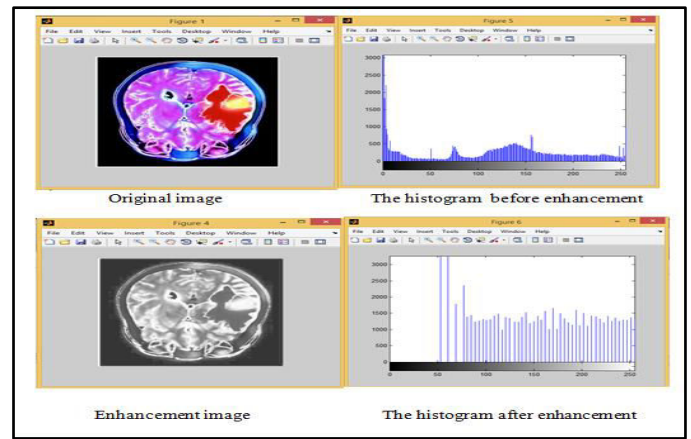 Figure 1
File Edit View Insert Tools Desktop Window Help
Figure 5
File Edit View Insert Tools Desktop Window Help
3000
2500
2000
1500
1000
500
0
0 50 100 150 200 250
Original image
The histogram before enhancement
Figure 4
File Edit View Insert Tools Desktop Window Help
Figure 6
File Edit View Insert Tools Desktop Window Help
3000
2500
2000
1500
1000
500
0
0 50 100 150 200 250
Enhancement image
The histogram after enhancement